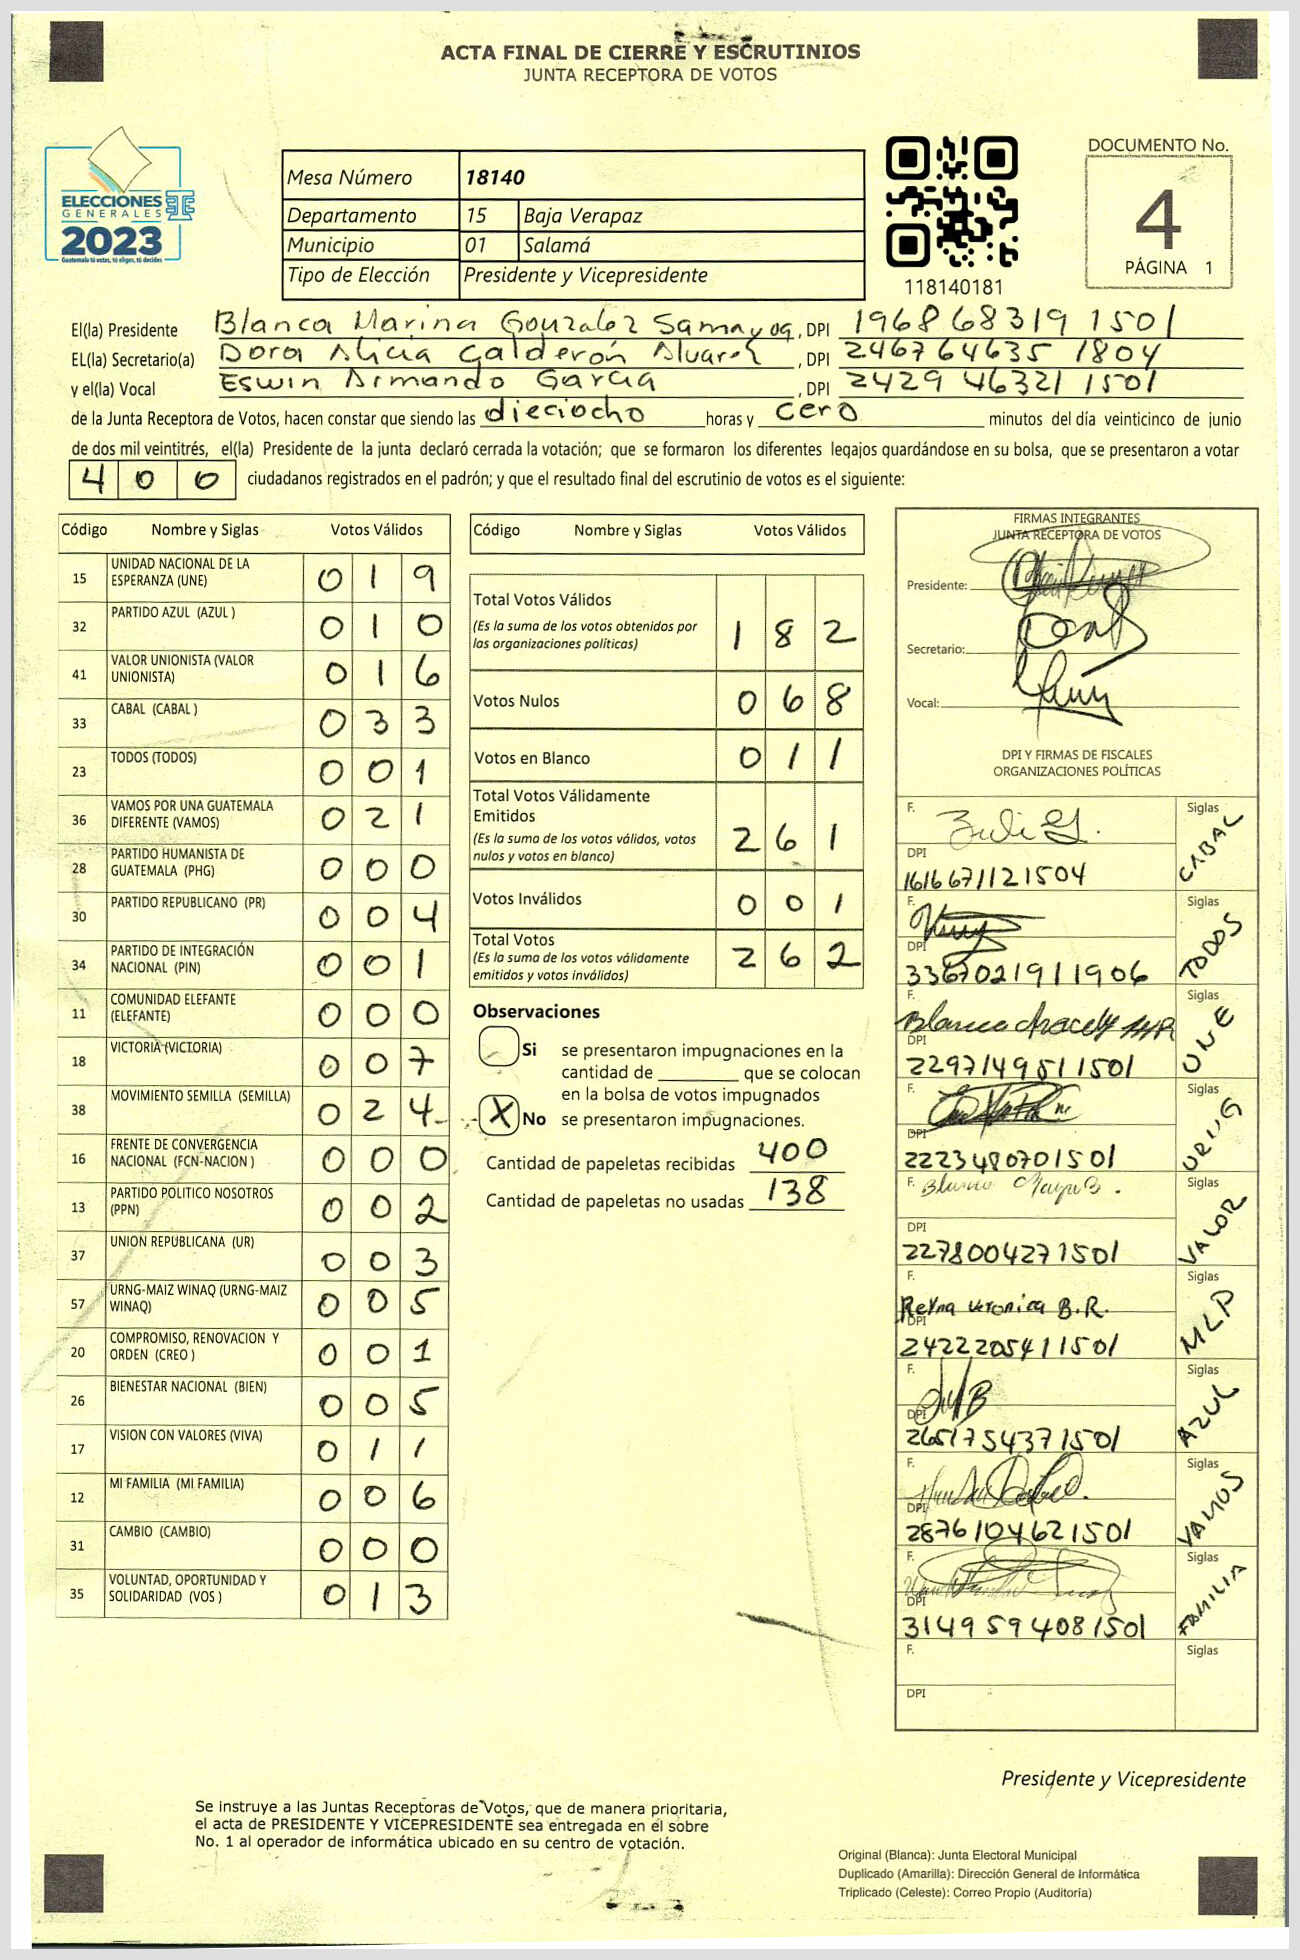 ACTA FINAL DE CIERRE Y ESCRUTINIOS
JUNTA RECEPTORA DE VOTOS
ELECCIONES
GENERALES
2023
Guatemala tú votas, tú eliges, tú decides
Mesa Número 18140
Departamento 15 Baja Verapaz
Municipio 01 Salamá
Tipo de Elección Presidente y Vicepresidente
118140181
DOCUMENTO No.
4
PÁGINA 1
El(la) Presidente Blanca Marina Gonzalez Samayoa, DPI 1968 68319 1501
EL(la) Secretario(a) Dora Alicia Calderón Alvarez, DPI 2467 64635 1804
y el(la) Vocal Eswin Armando Garcia, DPI 2429 46321 1501
de la Junta Receptora de Votos, hacen constar que siendo las dieciocho horas y cero minutos del día veinticinco de junio
de dos mil veintitrés, el(la) Presidente de la junta declaró cerrada la votación; que se formaron los diferentes legajos guardándose en su bolsa, que se presentaron a votar
4 0 0 ciudadanos registrados en el padrón; y que el resultado final del escrutinio de votos es el siguiente:
Código Nombre y Siglas Votos Válidos
15 UNIDAD NACIONAL DE LA ESPERANZA (UNE) 0 1 9
32 PARTIDO AZUL (AZUL ) 0 1 0
41 VALOR UNIONISTA (VALOR UNIONISTA) 0 1 6
33 CABAL (CABAL ) 0 3 3
23 TODOS (TODOS) 0 0 1
36 VAMOS POR UNA GUATEMALA DIFERENTE (VAMOS) 0 2 1
28 PARTIDO HUMANISTA DE GUATEMALA (PHG) 0 0 0
30 PARTIDO REPUBLICANO (PR) 0 0 4
34 PARTIDO DE INTEGRACIÓN NACIONAL (PIN) 0 0 1
11 COMUNIDAD ELEFANTE (ELEFANTE) 0 0 0
18 VICTORIA (VICTORIA) 0 0 7
38 MOVIMIENTO SEMILLA (SEMILLA) 0 2 4
16 FRENTE DE CONVERGENCIA NACIONAL (FCN-NACION ) 0 0 0
13 PARTIDO POLITICO NOSOTROS (PPN) 0 0 2
37 UNION REPUBLICANA (UR) 0 0 3
57 URNG-MAIZ WINAQ (URNG-MAIZ WINAQ) 0 0 5
20 COMPROMISO, RENOVACION Y ORDEN (CREO ) 0 0 1
26 BIENESTAR NACIONAL (BIEN) 0 0 5
17 VISION CON VALORES (VIVA) 0 1 1
12 MI FAMILIA (MI FAMILIA) 0 0 6
31 CAMBIO (CAMBIO) 0 0 0
35 VOLUNTAD, OPORTUNIDAD Y SOLIDARIDAD (VOS ) 0 1 3
Código Nombre y Siglas Votos Válidos
Total Votos Válidos
(Es la suma de los votos obtenidos por
las organizaciones políticas) 1 8 2
Votos Nulos 0 6 8
Votos en Blanco 0 1 1
Total Votos Válidamente
Emitidos
(Es la suma de los votos válidos, votos
nulos y votos en blanco) 2 6 1
Votos Inválidos 0 0 1
Total Votos
(Es la suma de los votos válidamente
emitidos y votos inválidos) 2 6 2
Observaciones
Si se presentaron impugnaciones en la
cantidad de ________ que se colocan
en la bolsa de votos impugnados
X No se presentaron impugnaciones.
Cantidad de papeletas recibidas 400
Cantidad de papeletas no usadas 138
FIRMAS INTEGRANTES
JUNTA RECEPTORA DE VOTOS
Presidente:
Secretario:
Vocal:
DPI Y FIRMAS DE FISCALES
ORGANIZACIONES POLÍTICAS
F. Siglas CABAL
DPI
1616671121504
F. Siglas TODOS
DPI
3367021911906
F. Blanca Aracely Siglas UNE
DPI
2297149511501
F. Siglas URNG
DPI
2223480701501
F. Blanca Siglas VALOR
DPI
2278004271501
F. Reyna Veronica B.R. Siglas MLP
DPI
2422205411501
F. Siglas AZUL
DPI
2651754371501
F. Siglas VAMOS
DPI
2876104621501
F. Siglas FAMILIA
DPI
3149594081501
F. Siglas
DPI
Presidente y Vicepresidente
Se instruye a las Juntas Receptoras de Votos, que de manera prioritaria,
el acta de PRESIDENTE Y VICEPRESIDENTE sea entregada en el sobre
No. 1 al operador de informática ubicado en su centro de votación.
Original (Blanca): Junta Electoral Municipal
Duplicado (Amarilla): Dirección General de Informática
Triplicado (Celeste): Correo Propio (Auditoría)